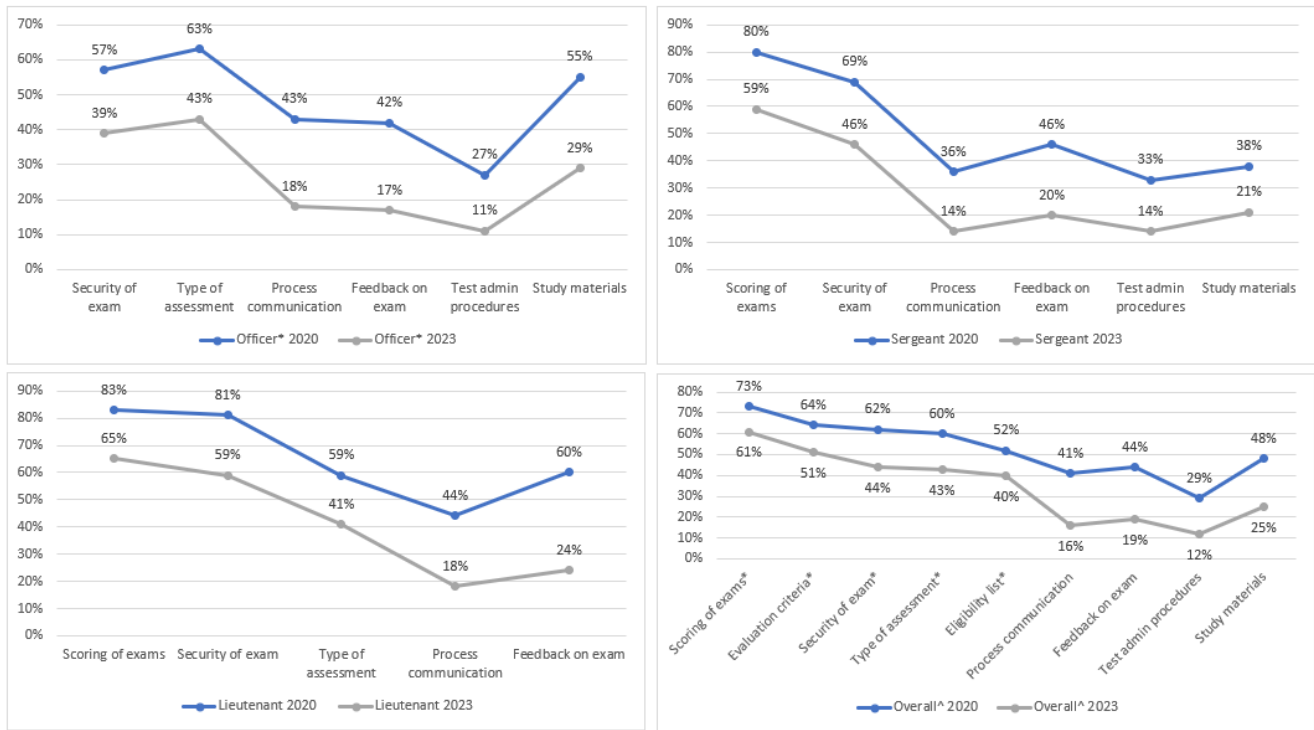 70%
60%
50%
40%
30%
20%
10%
0%
57%
63%
43%
42%
27%
55%
39%
43%
18%
17%
11%
29%
Security of exam
Type of assessment
Process communication
Feedback on exam
Test admin procedures
Study materials
Officer* 2020
Officer* 2023
90%
80%
70%
60%
50%
40%
30%
20%
10%
0%
80%
69%
36%
46%
33%
38%
59%
46%
14%
20%
14%
21%
Scoring of exams
Security of exam
Process communication
Feedback on exam
Test admin procedures
Study materials
Sergeant 2020
Sergeant 2023
90%
80%
70%
60%
50%
40%
30%
20%
10%
0%
83%
81%
59%
44%
60%
65%
59%
41%
18%
24%
Scoring of exams
Security of exam
Type of assessment
Process communication
Feedback on exam
Lieutenant 2020
Lieutenant 2023
80%
70%
60%
50%
40%
30%
20%
10%
0%
73%
64%
62%
60%
52%
41%
44%
29%
48%
61%
51%
44%
43%
40%
16%
19%
12%
25%
Scoring of exams*
Evaluation criteria*
Security of exam*
Type of assessment*
Eligibility list*
Process communication
Feedback on exam
Test admin procedures
Study materials
Overall^ 2020
Overall^ 2023